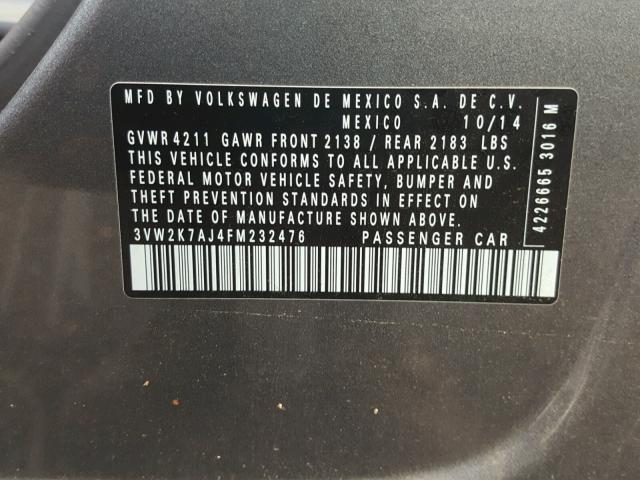 MFD BY VOLKSWAGEN DE MEXICO S.A. DE C.V.
MEXICO 10/14
GVWR 4211 GAWR FRONT 2138 / REAR 2183 LBS
THIS VEHICLE CONFORMS TO ALL APPLICABLE U.S.
FEDERAL MOTOR VEHICLE SAFETY, BUMPER AND
THEFT PREVENTION STANDARDS IN EFFECT ON
THE DATE OF MANUFACTURE SHOWN ABOVE.
3VW2K7AJ4FM232476 PASSENGER CAR
4226665 3016 M